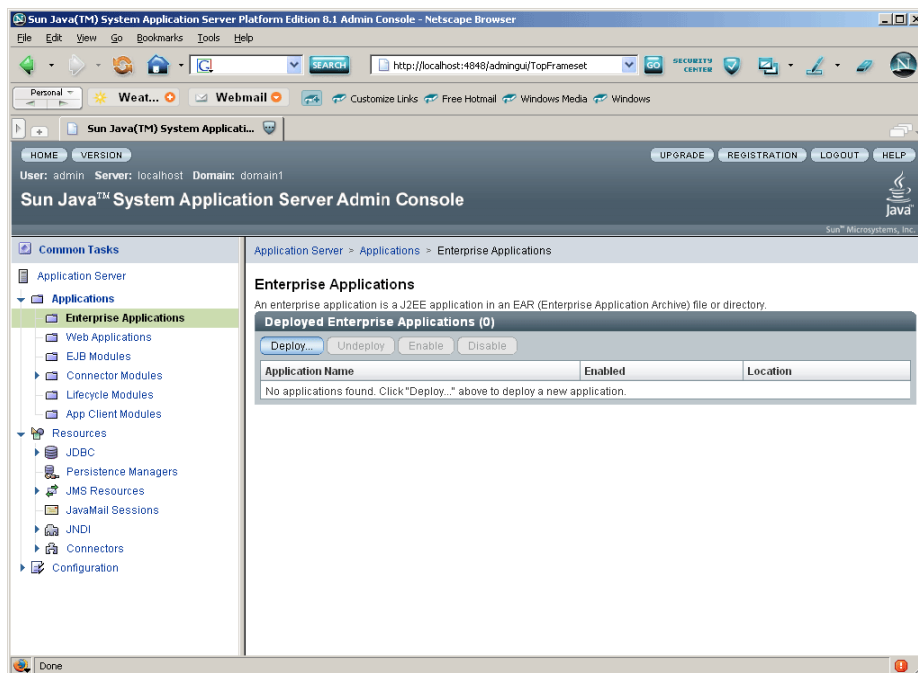 Sun Java(TM) System Application Server Platform Edition 8.1 Admin Console - Netscape Browser
File Edit View Go Bookmarks Tools Help
SEARCH http://localhost:4848/admingui/TopFrameset GO SECURITY CENTER N
Personal Weat... Webmail Customize Links Free Hotmail Windows Media Windows
Sun Java(TM) System Applicati...
HOME VERSION UPGRADE REGISTRATION LOGOUT HELP
User: admin Server: localhost Domain: domain1
Sun Java™ System Application Server Admin Console
Java™
Sun™ Microsystems, Inc.
Common Tasks
Application Server
Applications
Enterprise Applications
Web Applications
EJB Modules
Connector Modules
Lifecycle Modules
App Client Modules
Resources
JDBC
Persistence Managers
JMS Resources
JavaMail Sessions
JNDI
Connectors
Configuration
Application Server > Applications > Enterprise Applications
Enterprise Applications
An enterprise application is a J2EE application in an EAR (Enterprise Application Archive) file or directory.
Deployed Enterprise Applications (0)
Deploy... Undeploy Enable Disable
Application Name Enabled Location
No applications found. Click "Deploy..." above to deploy a new application.
Done